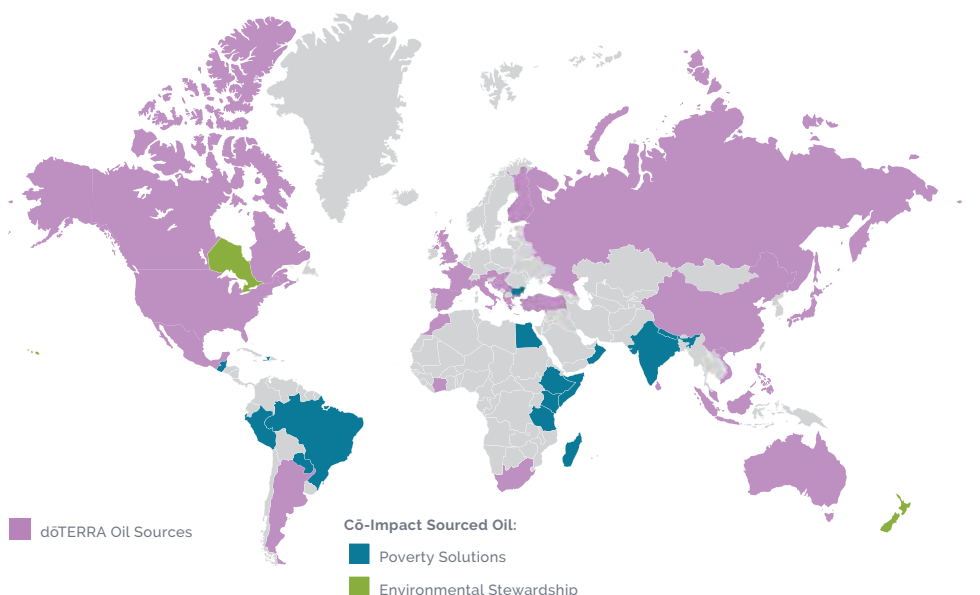 dōTERRA Oil Sources
Cō-Impact Sourced Oil:
Poverty Solutions
Environmental Stewardship